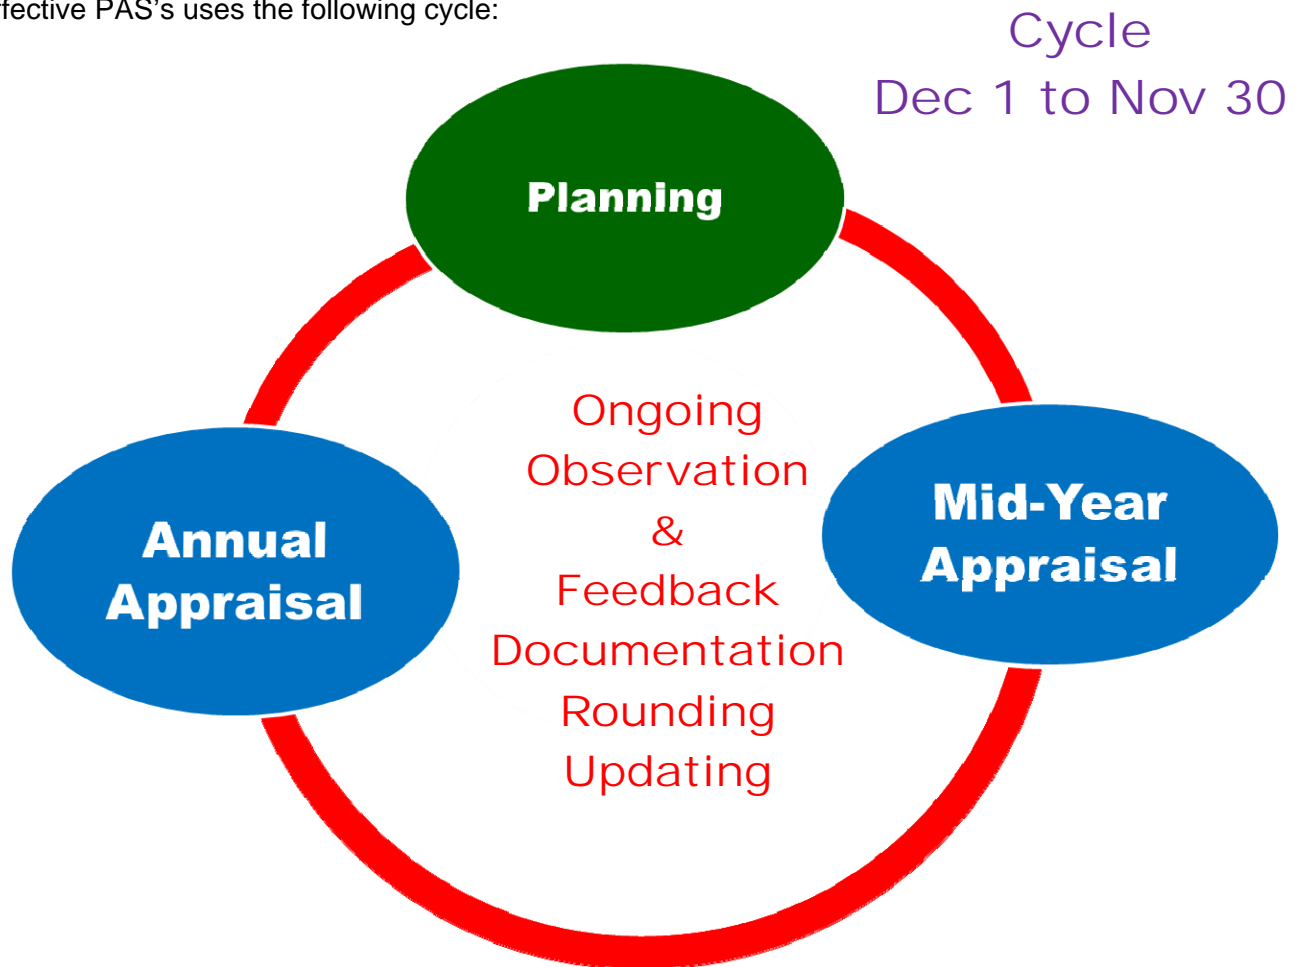 ffective PAS's uses the following cycle:
Cycle
Dec 1 to Nov 30
Planning
Ongoing
Observation
&
Feedback
Documentation
Rounding
Updating
Annual
Appraisal
Mid-Year
Appraisal